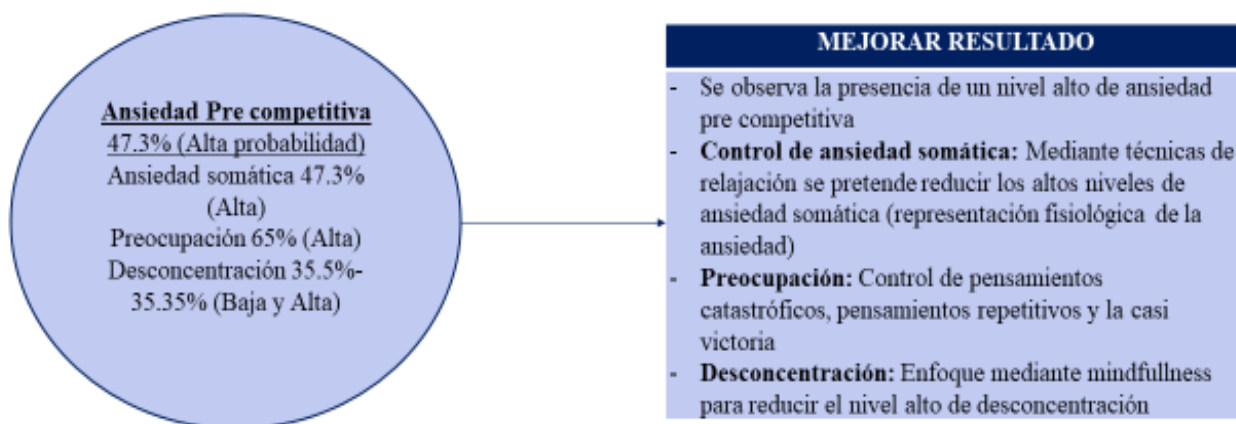 Ansiedad Pre competitiva
47.3% (Alta probabilidad)
Ansiedad somática 47.3%
(Alta)
Preocupación 65% (Alta)
Desconcentración 35.5%-
35.35% (Baja y Alta)
MEJORAR RESULTADO
- Se observa la presencia de un nivel alto de ansiedad
pre competitiva
- Control de ansiedad somática: Mediante técnicas de
relajación se pretende reducir los altos niveles de
ansiedad somática (representación fisiológica de la
ansiedad)
- Preocupación: Control de pensamientos
catastróficos, pensamientos repetitivos y la casi
victoria
- Desconcentración: Enfoque mediante mindfullness
para reducir el nivel alto de desconcentración